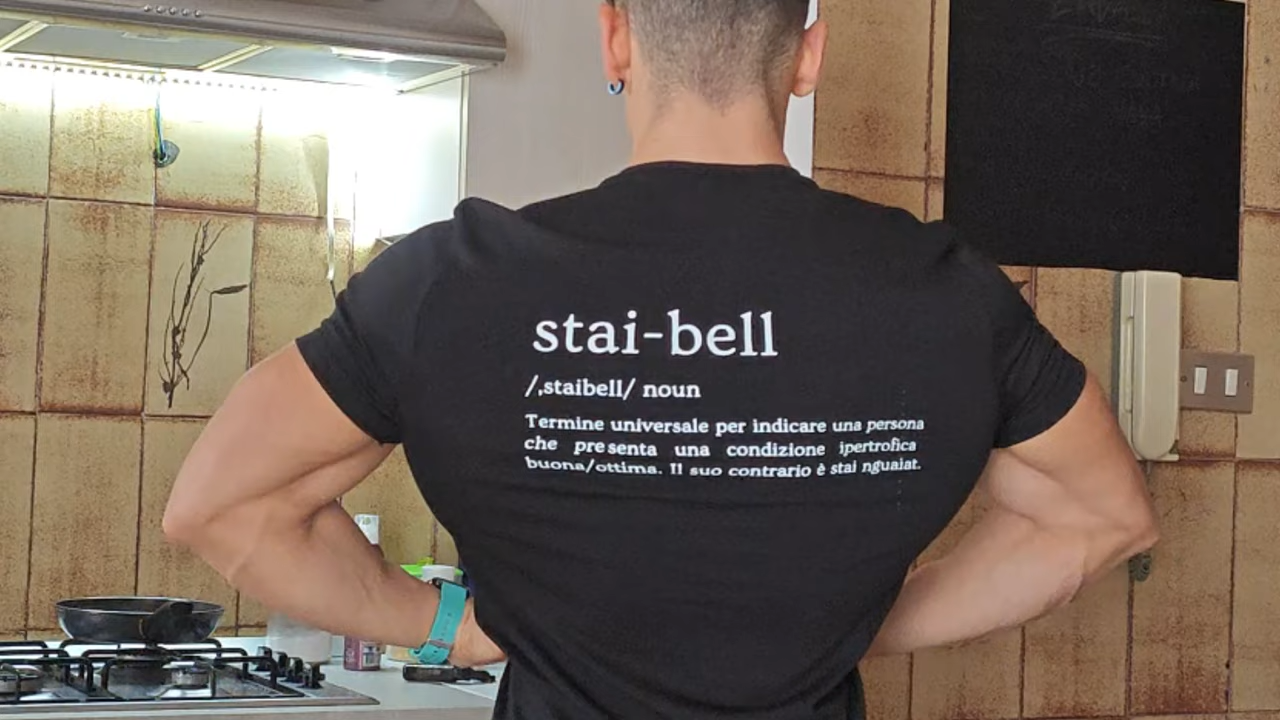 stai-bell
/,staibell/ noun
Termine universale per indicare una persona
che presenta una condizione ipertrofica
buona/ottima. Il suo contrario è stai nguaiat.